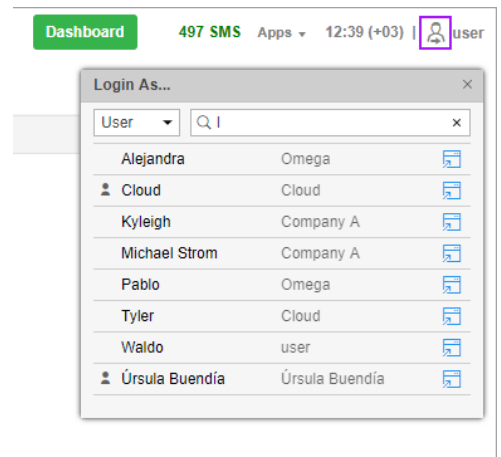 Dashboard 497 SMS Apps 12:39 (+03) | user
Login As... ×
User l ×
Alejandra Omega
Cloud Cloud
Kyleigh Company A
Michael Strom Company A
Pablo Omega
Tyler Cloud
Waldo user
Úrsula Buendía Úrsula Buendía